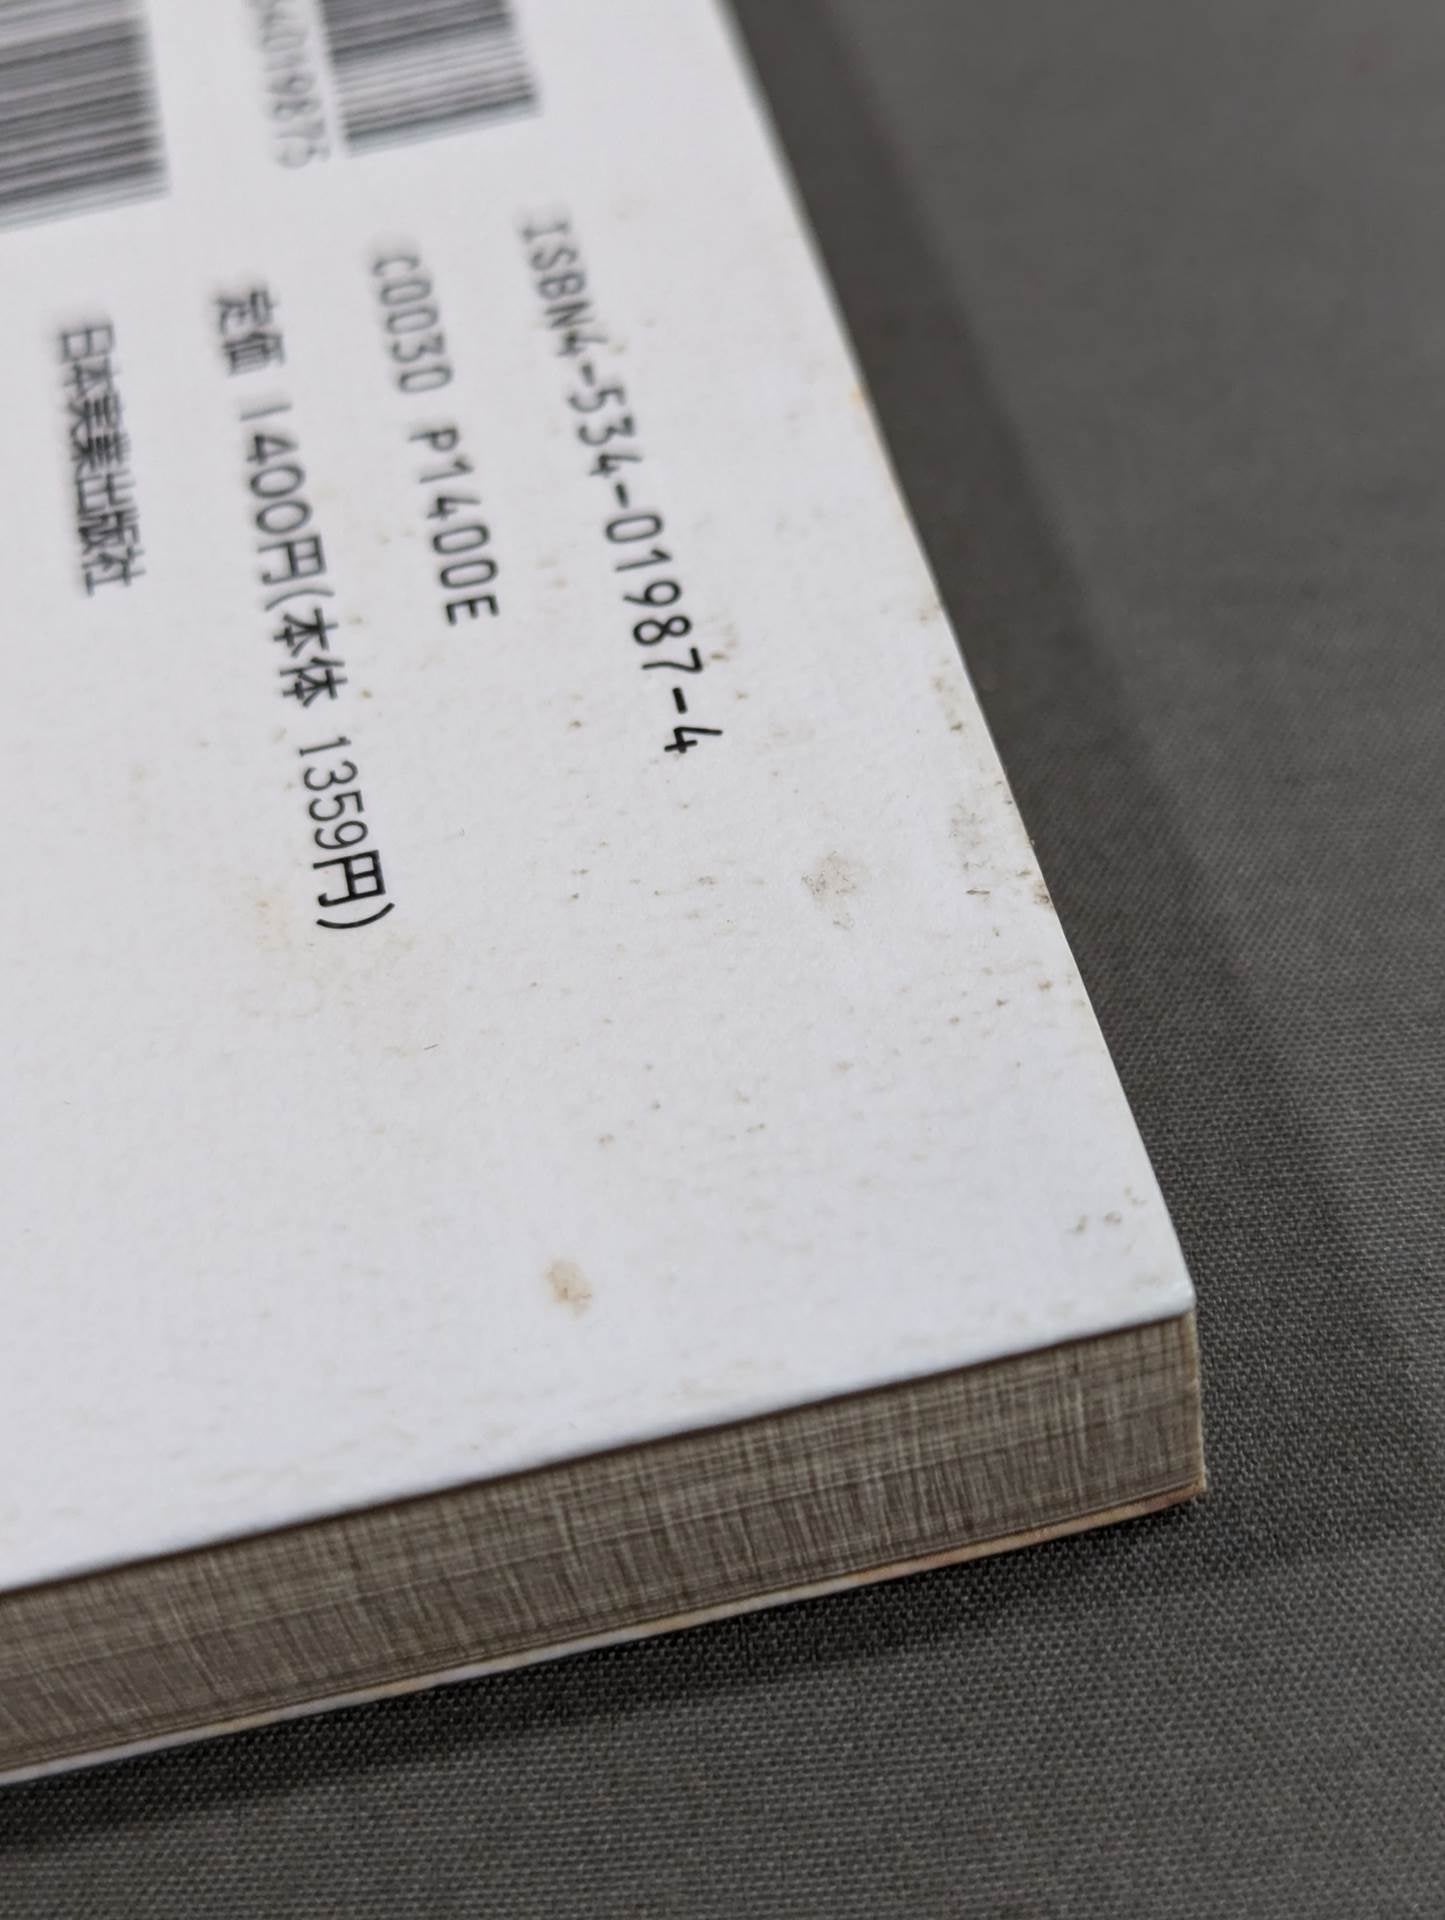 401987
ISBN4-534-01987-4
C0030 P1400E
定価 1400円(本体 1359円)
日本実業出版社